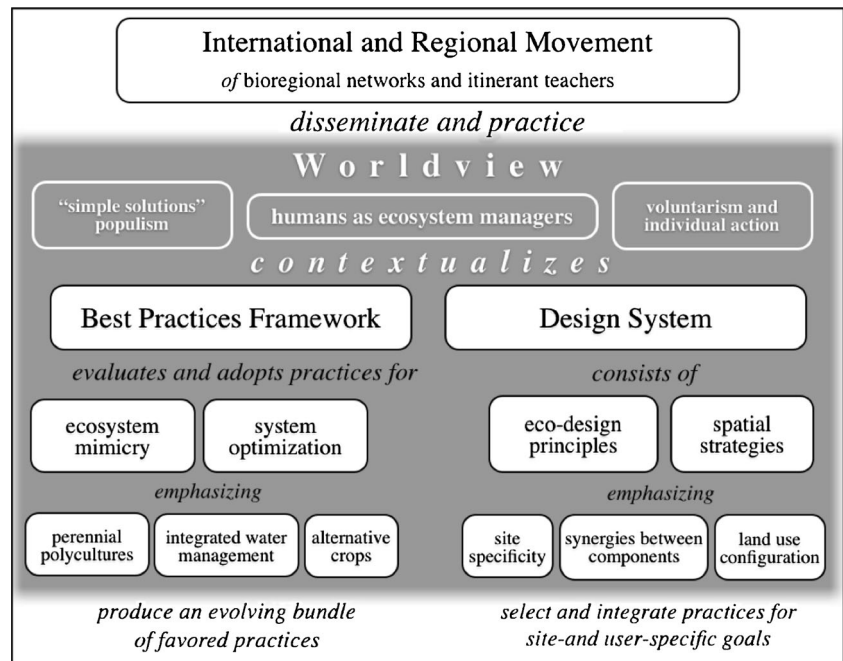 International and Regional Movement
of bioregional networks and itinerant teachers
disseminate and practice
Worldview
“simple solutions”
populism
humans as ecosystem managers
voluntarism and
individual action
contextualizes
Best Practices Framework
evaluates and adopts practices for
ecosystem
mimicry
system
optimization
emphasizing
perennial
polycultures
integrated water
management
alternative
crops
produce an evolving bundle
of favored practices
Design System
consists of
eco-design
principles
spatial
strategies
emphasizing
site
specificity
synergies between
components
land use
configuration
select and integrate practices for
site-and user-specific goals